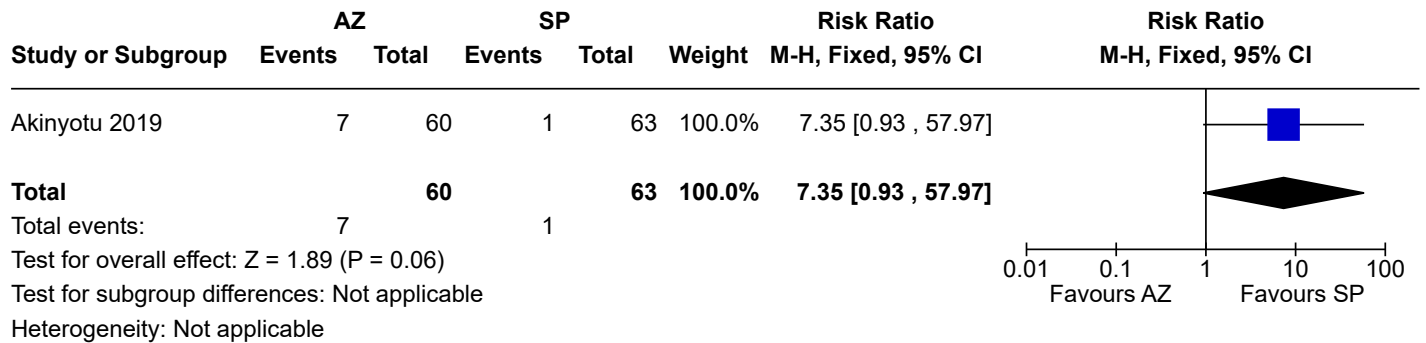 AZ SP Risk Ratio Risk Ratio
Study or Subgroup Events Total Events Total Weight M-H, Fixed, 95% CI M-H, Fixed, 95% CI
Akinyotu 2019 7 60 1 63 100.0% 7.35 [0.93 , 57.97]
Total 60 63 100.0% 7.35 [0.93 , 57.97]
Total events: 7 1
Test for overall effect: Z = 1.89 (P = 0.06)
Test for subgroup differences: Not applicable
Heterogeneity: Not applicable
0.01 0.1 1 10 100
Favours AZ Favours SP